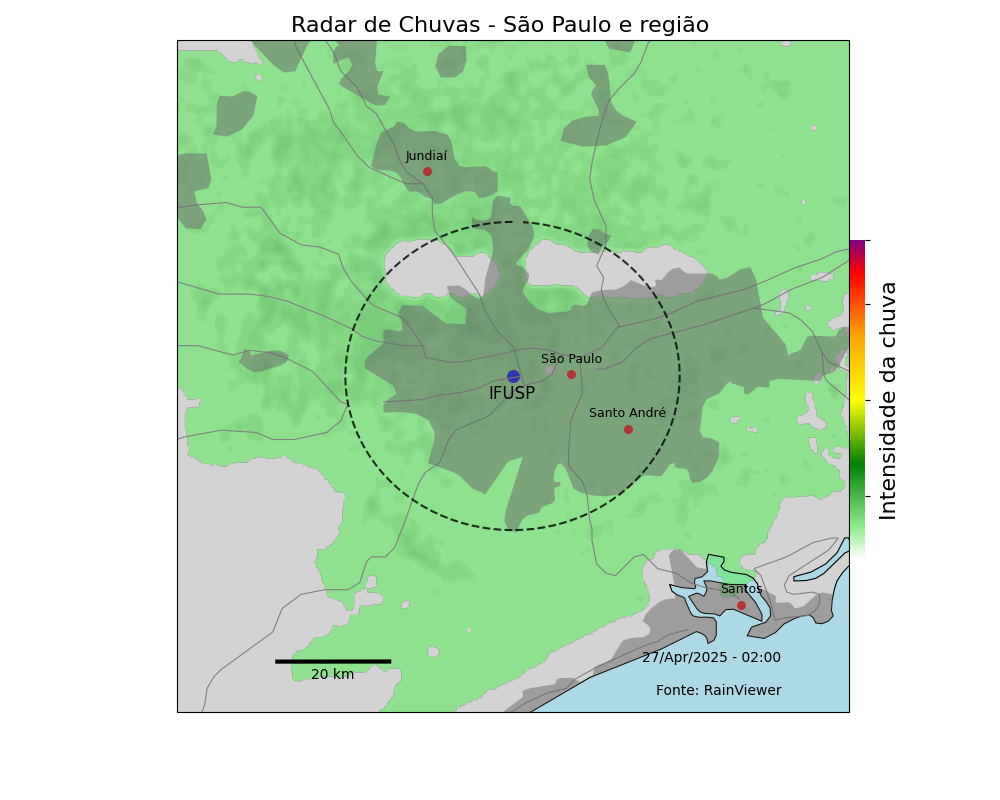 Radar de Chuvas - São Paulo e região
Jundiaí
São Paulo
IFUSP
Santo André
Santos
27/Apr/2025 - 02:00
20 km
Fonte: RainViewer
Intensidade da chuva